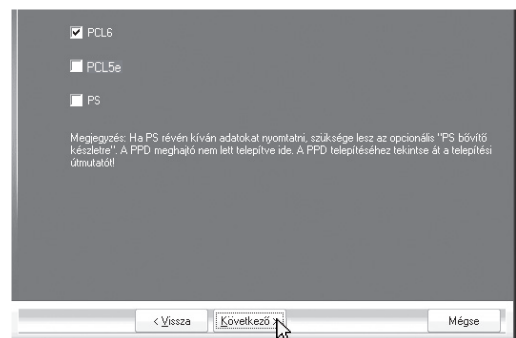 PCL6
PCL5e
PS
Megjegyzés: Ha PS révén kíván adatokat nyomtatni, szüksége lesz az opcionális "PS bővítő
készletre". A PPD meghajtó nem lett telepítve ide. A PPD telepítéséhez tekintse át a telepítési
útmutatót!
< Vissza
Következő >
Mégse